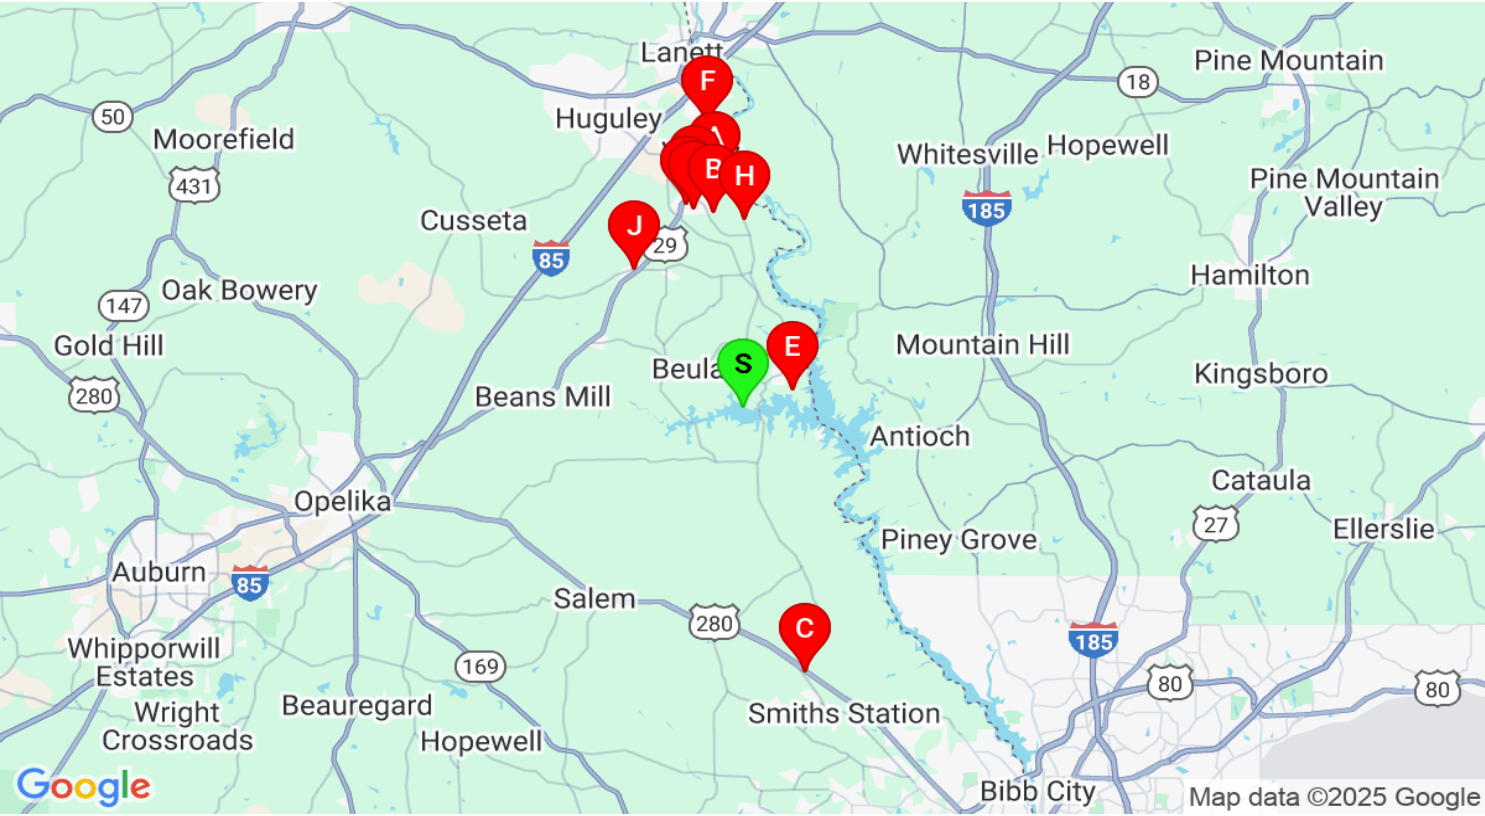 Lanett
Pine Mountain
F
18
50
Huguley
Moorefield
A
Whitesville
Hopewell
B
H
431
185
Pine Mountain
Valley
Cusseta
J
29
85
Hamilton
Oak Bowery
147
Gold Hill
E
Mountain Hill
S
Kingsboro
280
Beans Mill
Antioch
Cataula
Opelika
27
Ellerslie
Piney Grove
Auburn
85
Salem
280
C
185
Whipporwill
Estates
169
80
80
Beauregard
Wright
Crossroads
Smiths Station
Hopewell
Google
Bibb City
Map data ©2025 Google